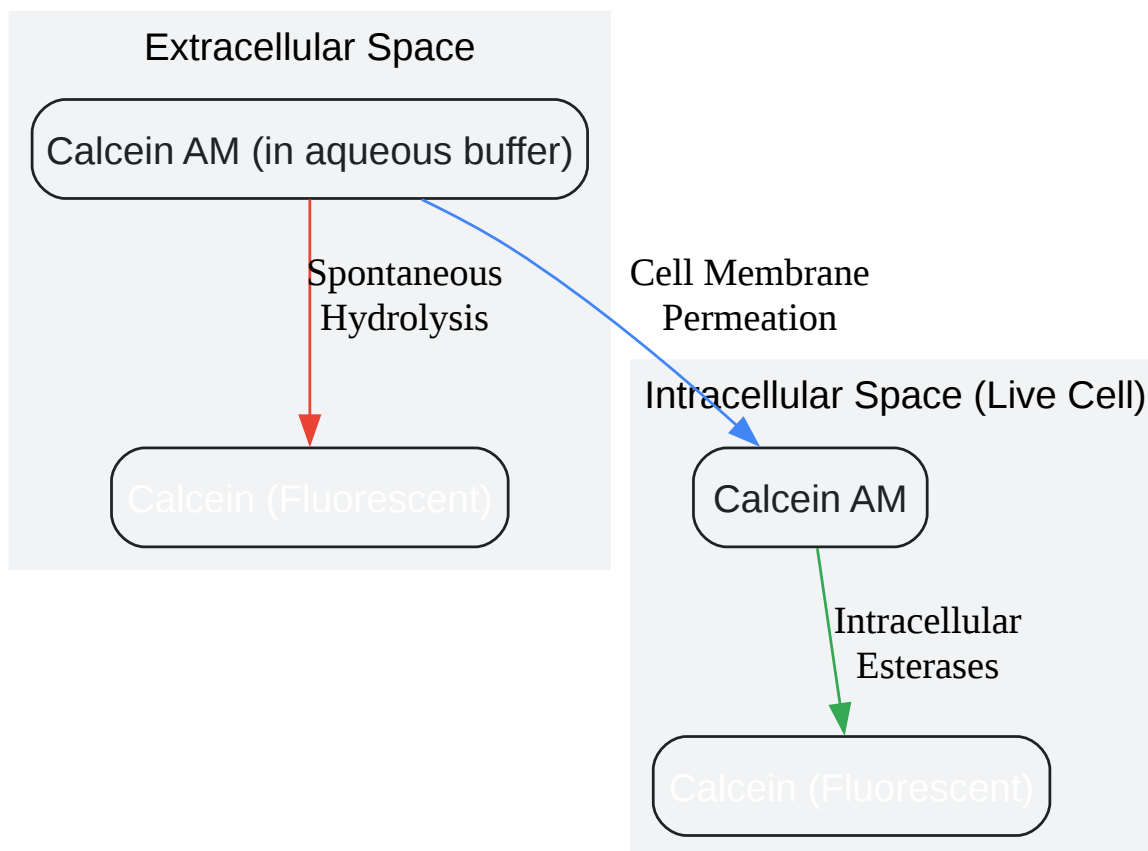 Extracellular Space
Calcein AM (in aqueous buffer)
Spontaneous
Hydrolysis
Cell Membrane
Permeation
Calcein (Fluorescent)
Intracellular Space (Live Cell)
Calcein AM
Intracellular
Esterases
Calcein (Fluorescent)